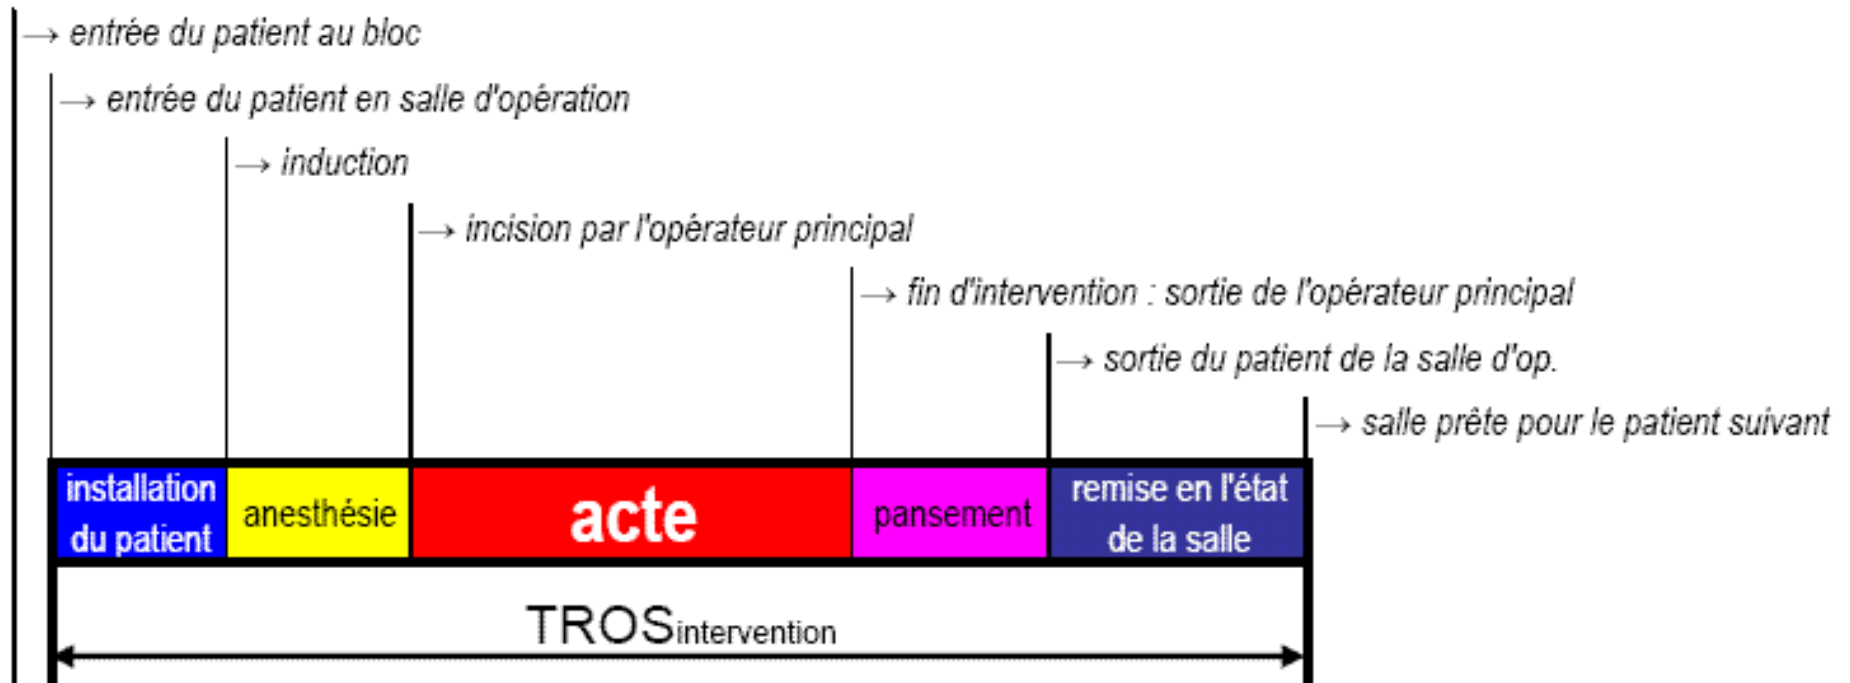 → entrée du patient au bloc
→ entrée du patient en salle d'opération
→ induction
→ incision par l'opérateur principal
→ fin d'intervention : sortie de l'opérateur principal
→ sortie du patient de la salle d'op.
→ salle prête pour le patient suivant
installation
du patient
anesthésie
acte
pansement
remise en l'état
de la salle
TROSintervention